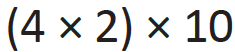 (4 × 2) × 10